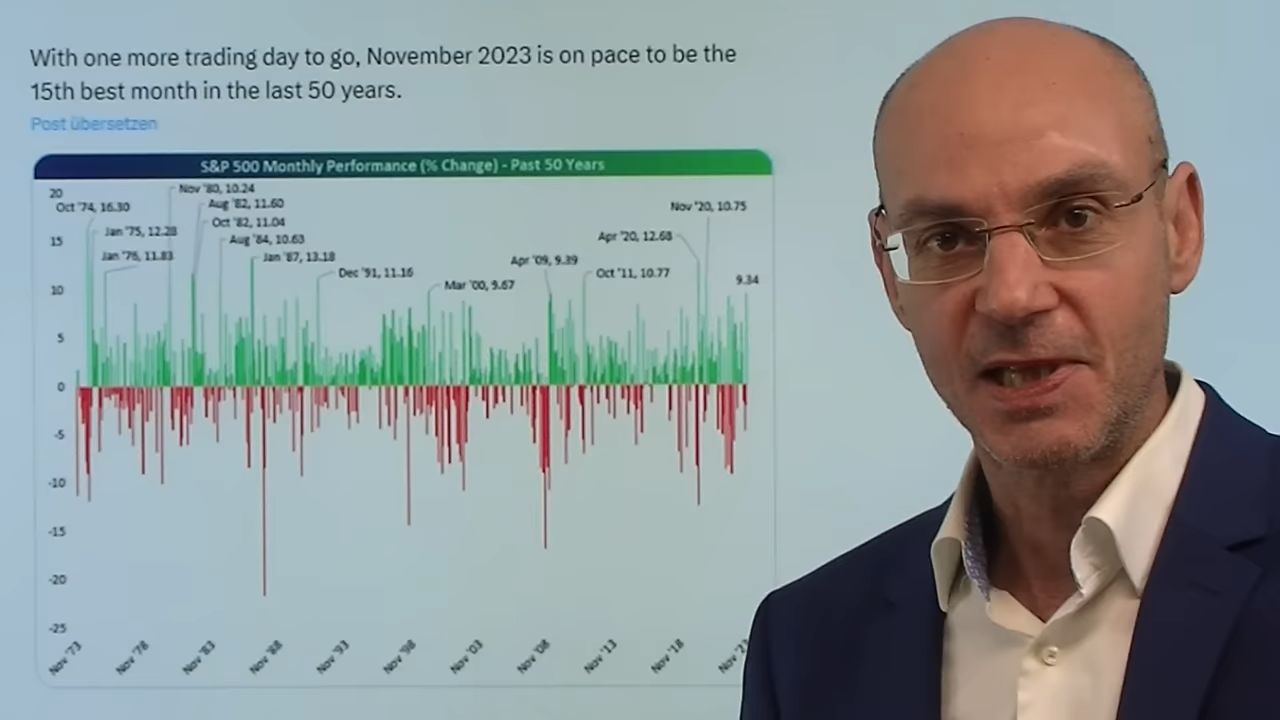 With one more trading day to go, November 2023 is on pace to be the
15th best month in the last 50 years.
Post übersetzen
S&P 500 Monthly Performance (% Change) - Past 50 Years
20
Nov '80, 10.24
Oct '74, 16.30
Aug '82, 11.60
Nov '20, 10.75
Oct '82, 11.04
Jan '75, 12.28
Aug '84, 10.63
Apr '20, 12.68
15
Jan '76, 11.83
Jan '87, 13.18
Apr '09, 9.39
Dec '91, 11.16
Oct '11, 10.77
9.34
Mar '00, 9.67
10
5
0
-5
-10
-15
-20
-25
Nov '73
Nov '78
Nov '83
Nov '88
Nov '93
Nov '98
Nov '03
Nov '08
Nov '13
Nov '18
Nov '23